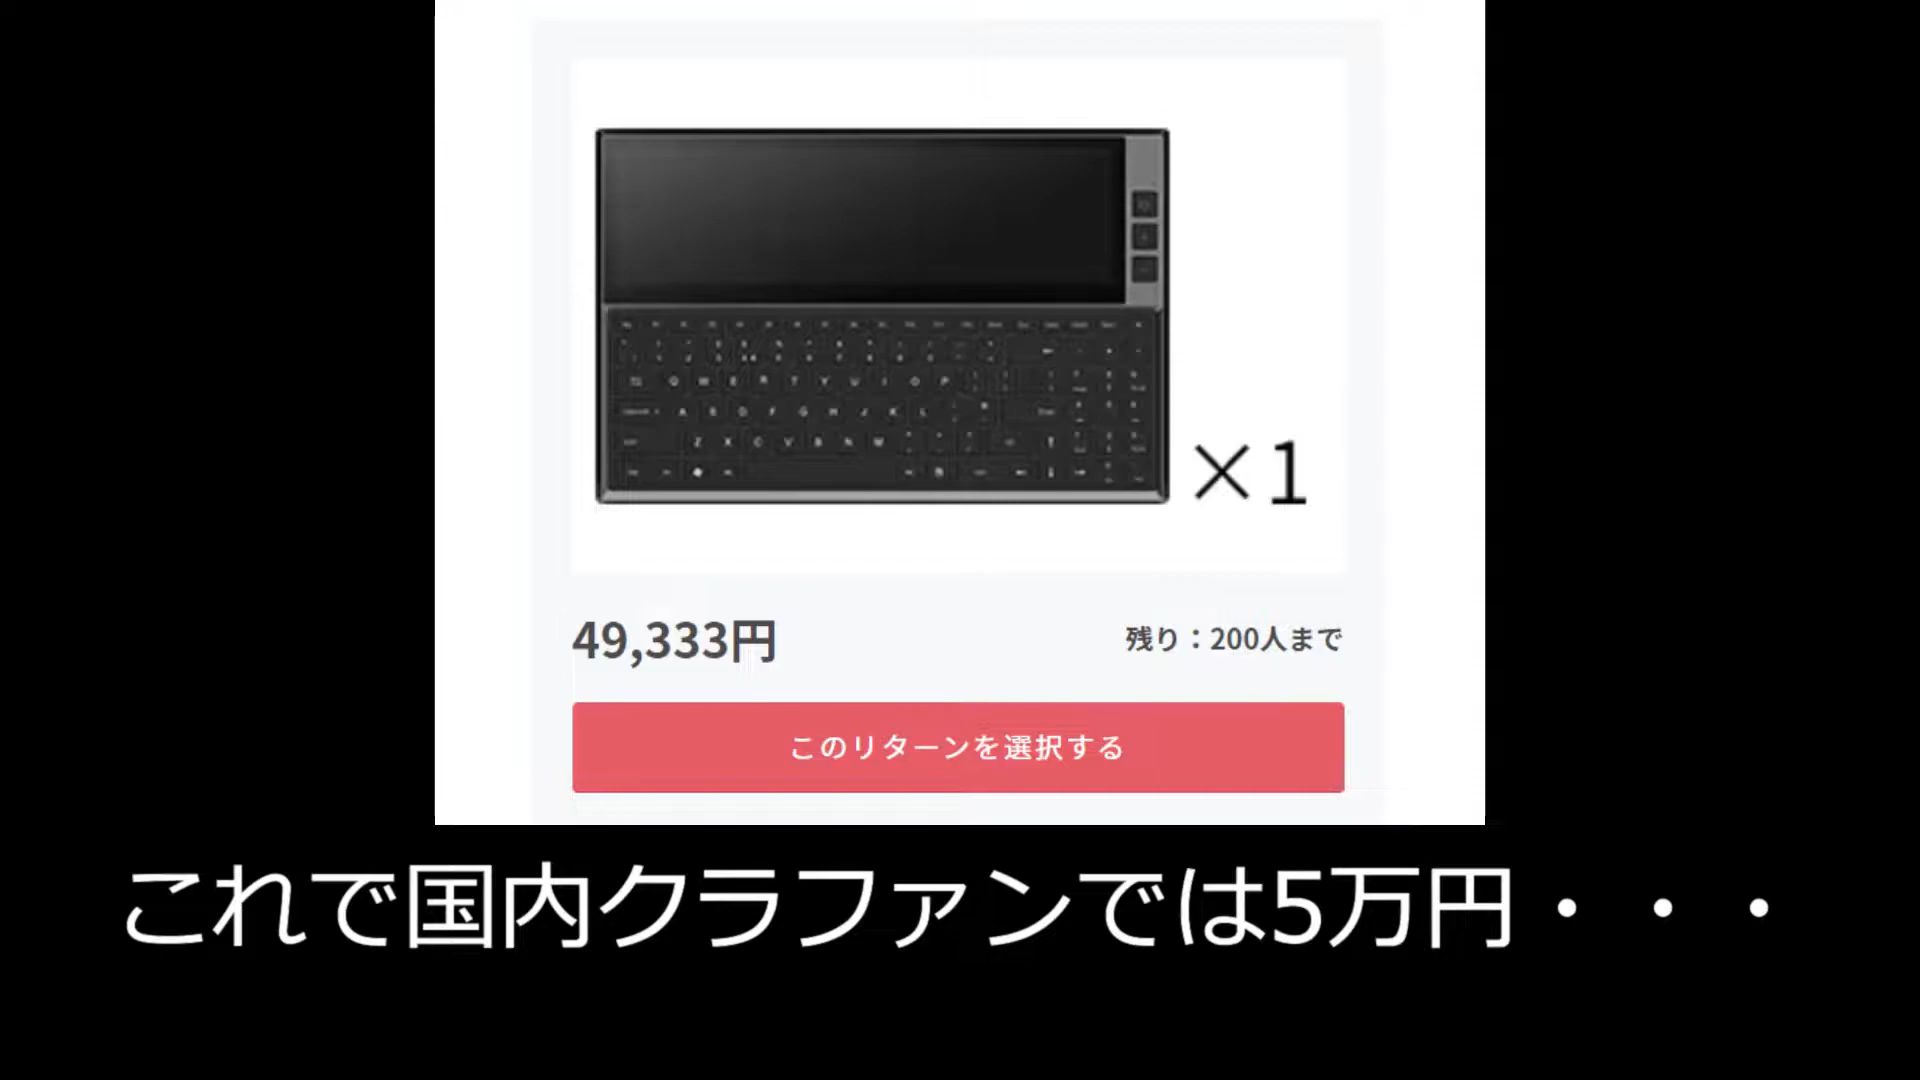 Q W E R T Y U I O P
A S D F G H J K L
Z X C V B N M
×1
49,333円
残り：200人まで
このリターンを選択する
これで国内クラファンでは5万円・・・